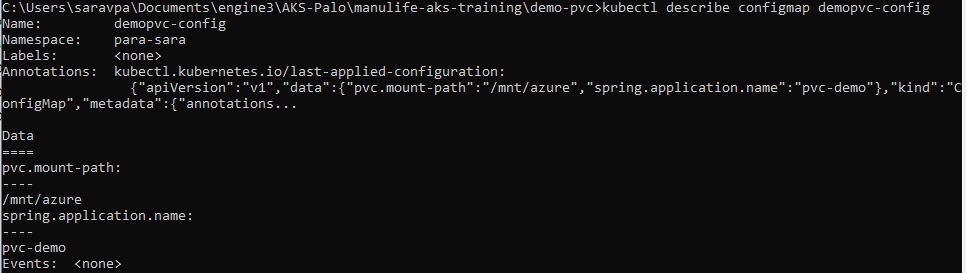 C:\Users\saravpa\Documents\engine3\AKS-Palo\manulife-aks-training\demo-pvc>kubectl describe configmap demopvc-config
Name:         demopvc-config
Namespace:    para-sara
Labels:       <none>
Annotations:  kubectl.kubernetes.io/last-applied-configuration:
                {"apiVersion":"v1","data":{"pvc.mount-path":"/mnt/azure","spring.application.name":"pvc-demo"},"kind":"C
onfigMap","metadata":{"annotations...

Data
====
pvc.mount-path:
----
/mnt/azure
spring.application.name:
----
pvc-demo
Events:  <none>